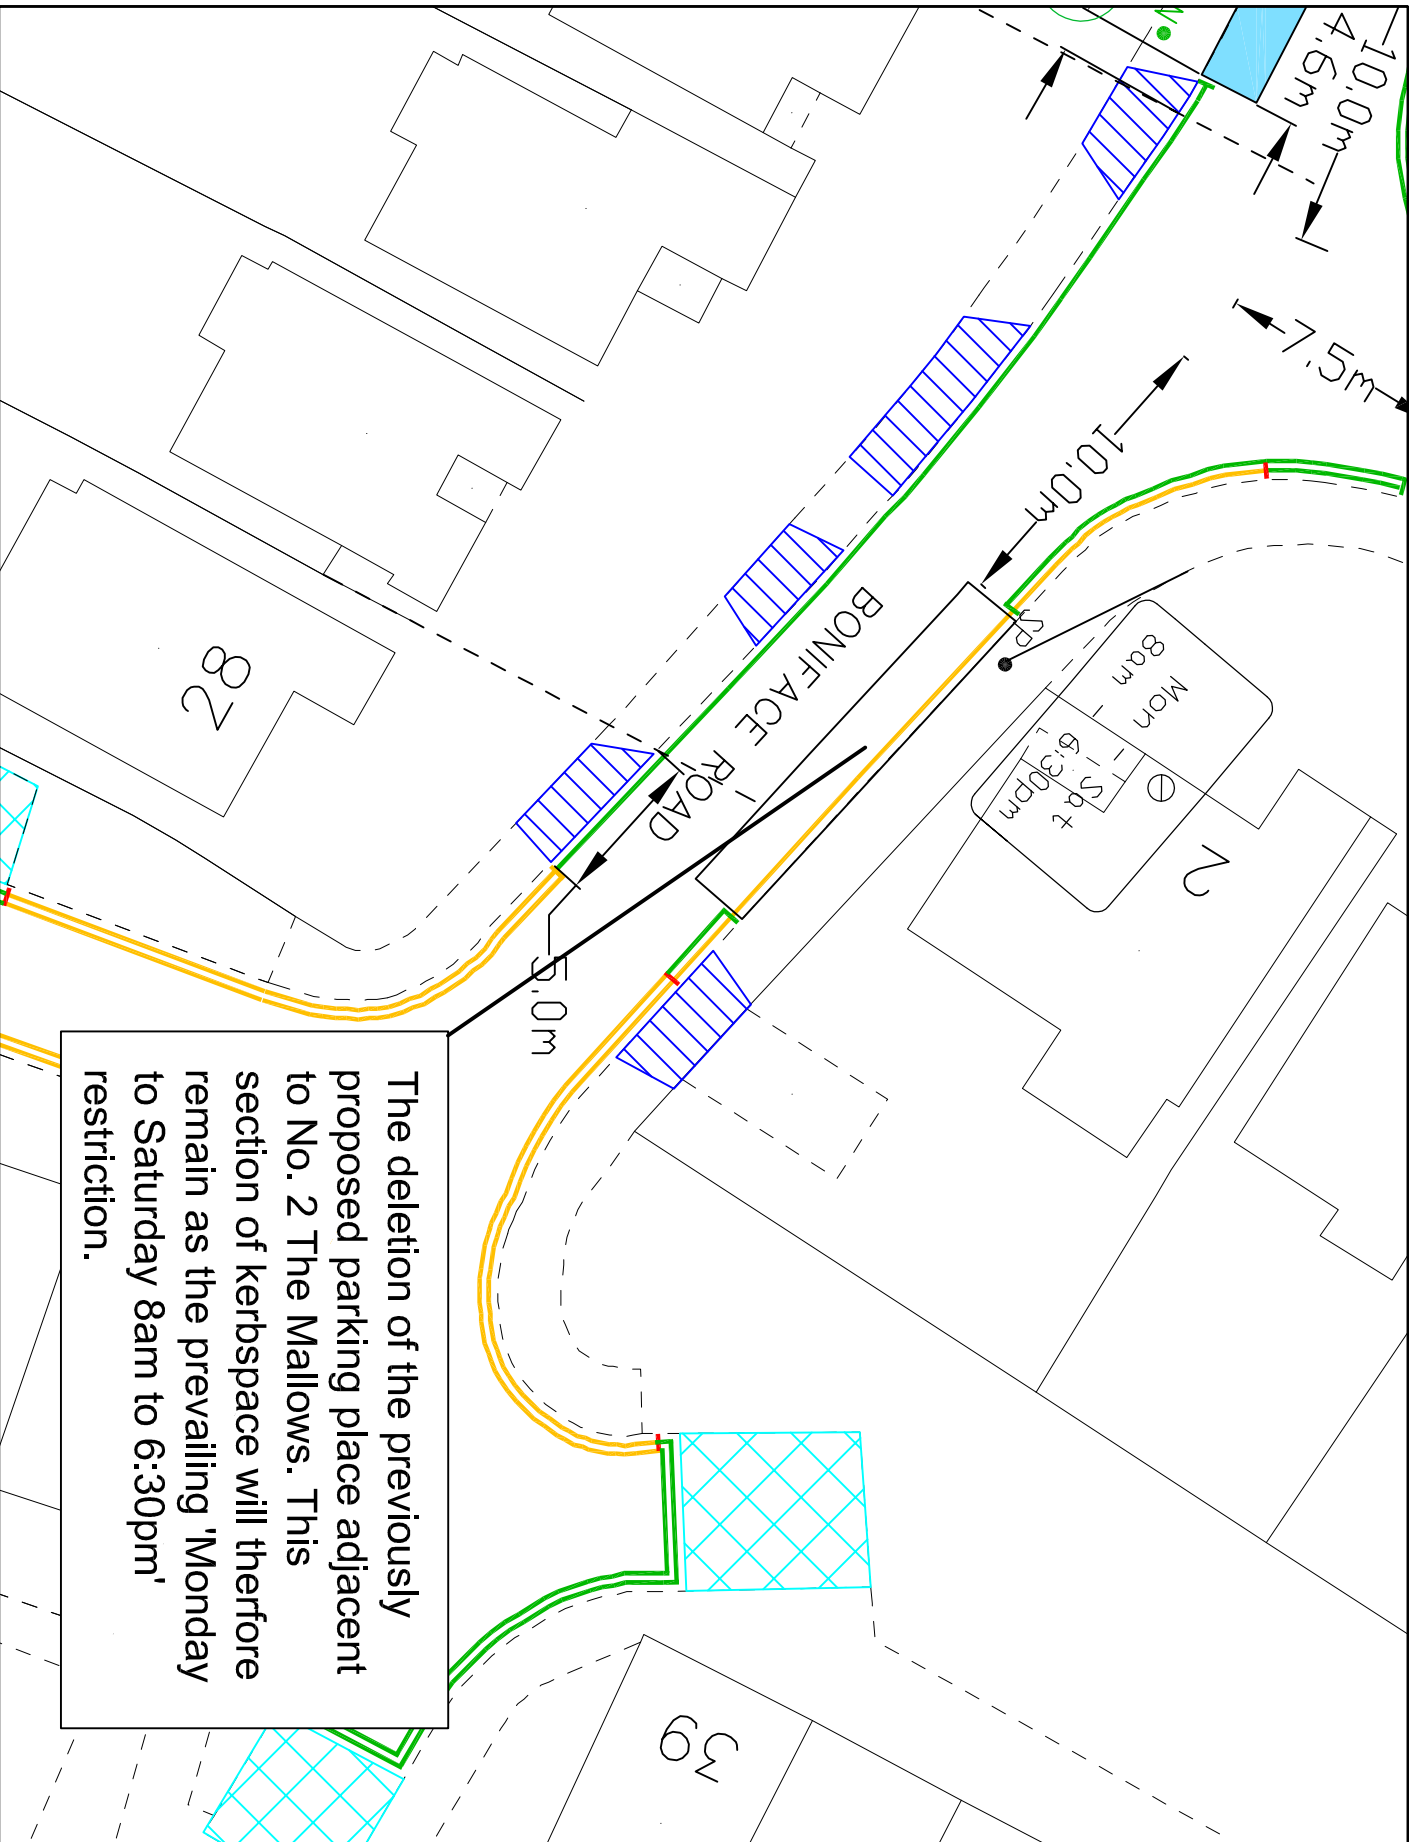 10.0m
4.6m
7.5m
10.0m
BONIFACE ROAD
SP
Mon - Sat
8am - 6:30pm
2
28
5.0m
The deletion of the previously
proposed parking place adjacent
to No. 2 The Mallows. This
section of kerbspace will therfore
remain as the prevailing 'Monday
to Saturday 8am to 6:30pm'
restriction.
39